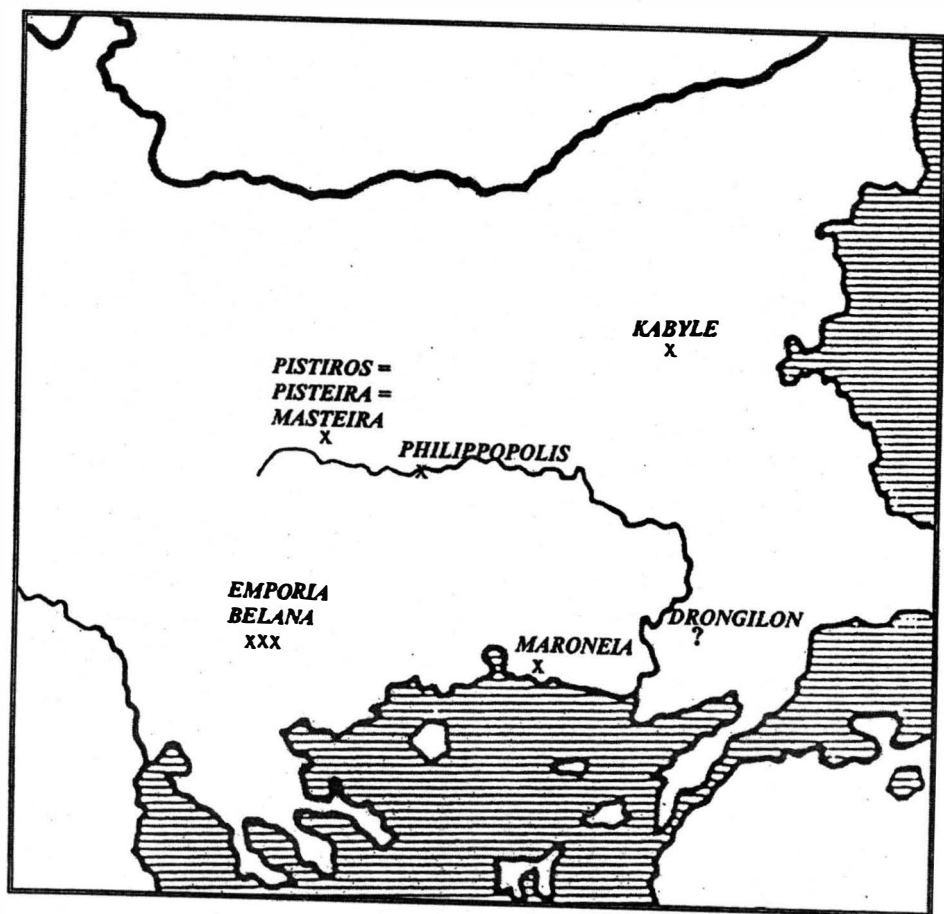 KABYLE
x
PISTIROS =
PISTEIRA =
MASTEIRA
x
PHILIPPOPOLIS
x
EMPORIA
BELANA
xxx
DRONGILON
?
MARONEIA
x